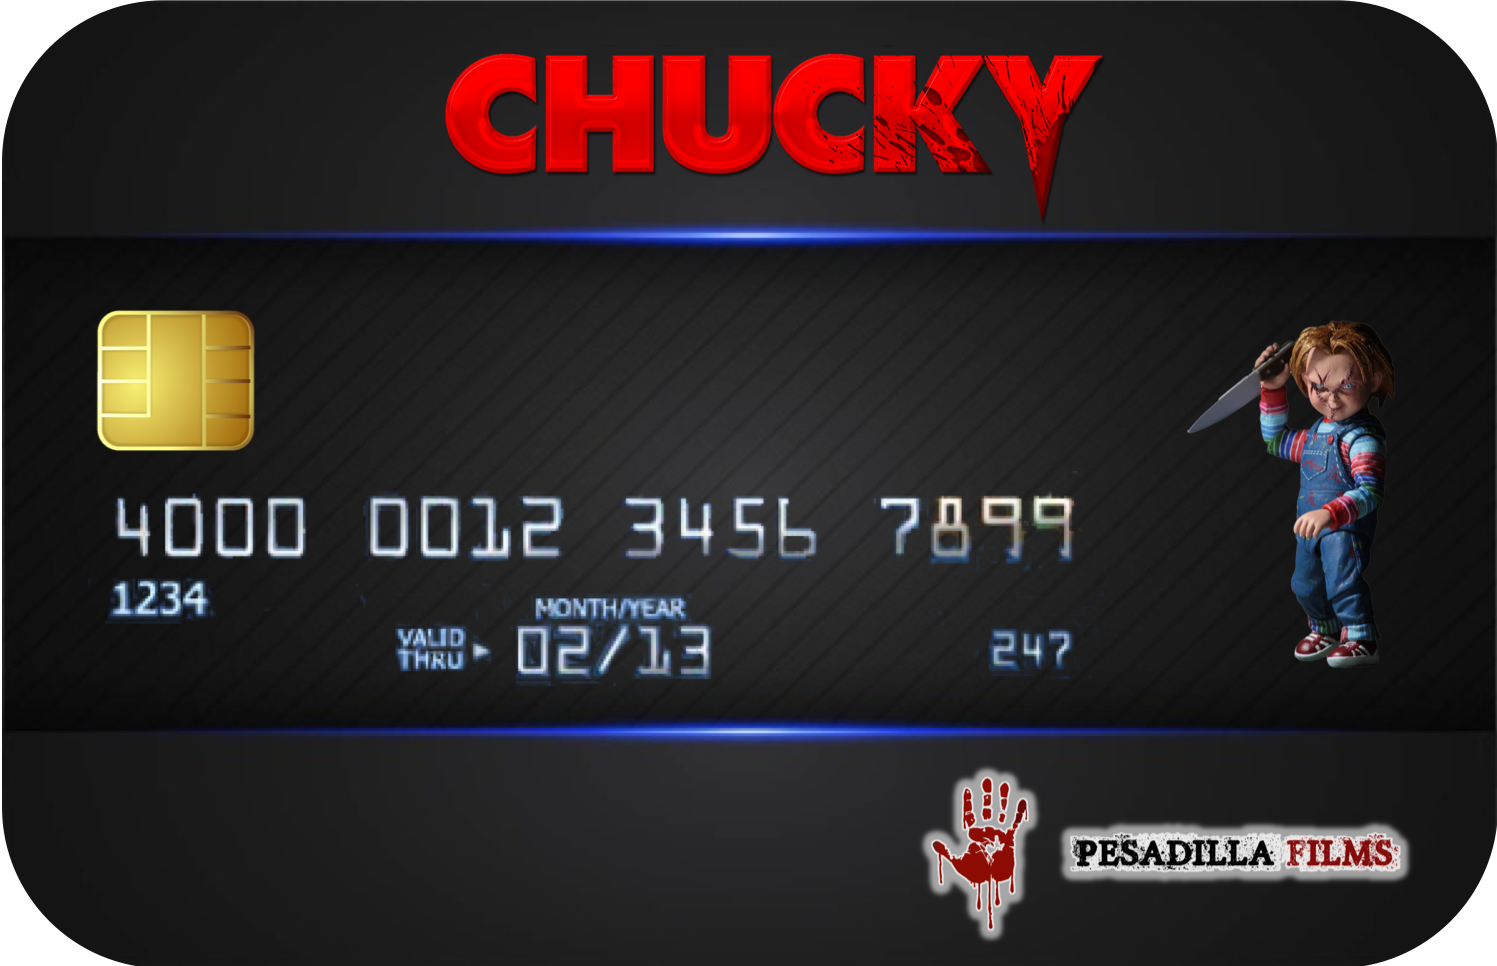 CHUCKY
4000 0012 3456 7899
1234
MONTH/YEAR
VALID
THRU
02/13
247
PESADILLA FILMS